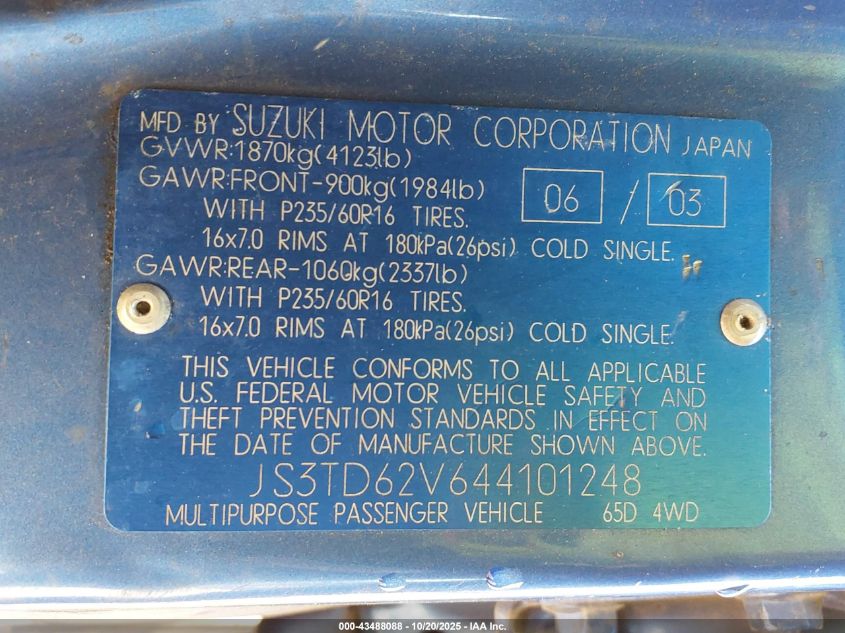 MFD BY SUZUKI MOTOR CORPORATION JAPAN
GVWR:1870kg(4123lb)
GAWR:FRONT-900kg(1984lb) 06 / 03
WITH P235/60R16 TIRES.
16x7.0 RIMS AT 180kPa(26psi) COLD SINGLE.
GAWR:REAR-1060kg(2337lb)
WITH P235/60R16 TIRES.
16x7.0 RIMS AT 180kPa(26psi) COLD SINGLE.
THIS VEHICLE CONFORMS TO ALL APPLICABLE
U.S. FEDERAL MOTOR VEHICLE SAFETY AND
THEFT PREVENTION STANDARDS IN EFFECT ON
THE DATE OF MANUFACTURE SHOWN ABOVE.
JS3TD62V644101248
MULTIPURPOSE PASSENGER VEHICLE 65D 4WD
000-43488088 - 10/20/2025 - IAA Inc.